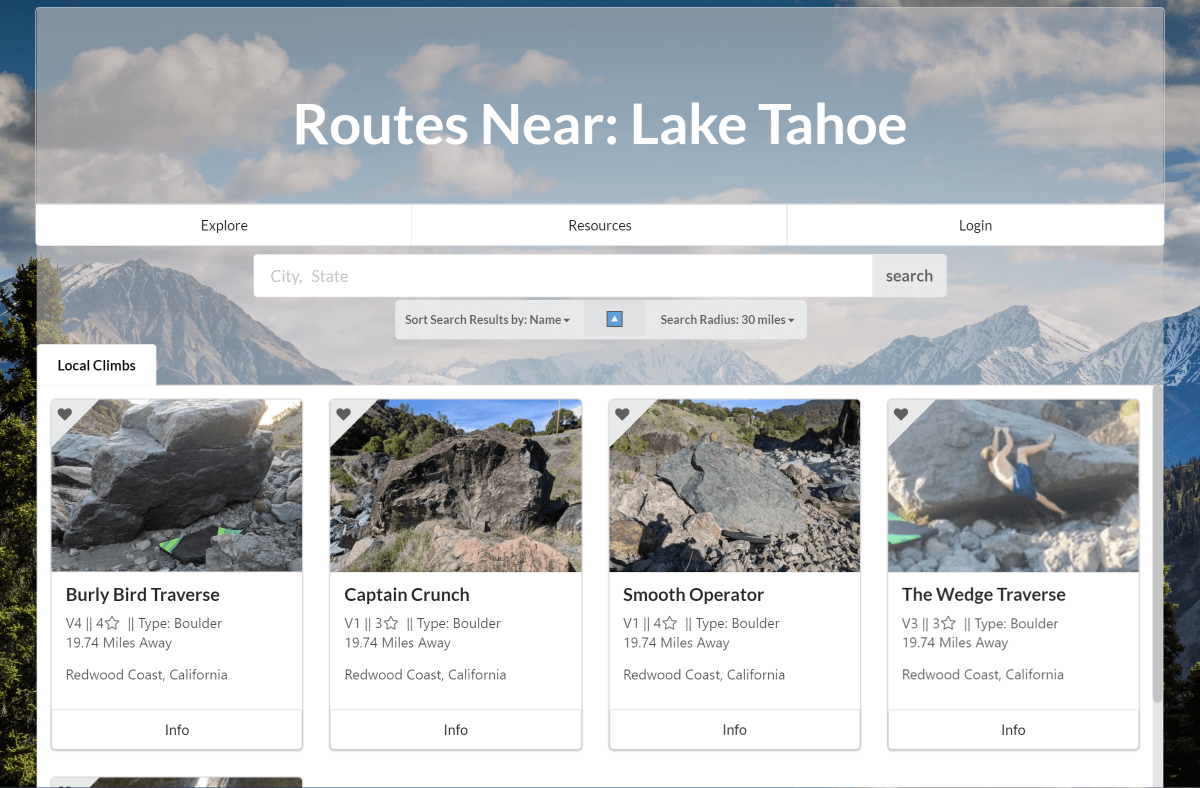 Routes Near: Lake Tahoe
Explore
Resources
Login
City, State
search
Sort Search Results by: Name
Search Radius: 30 miles
Local Climbs
Burly Bird Traverse
V4 || 4 || Type: Boulder
19.74 Miles Away
Redwood Coast, California
Info
Captain Crunch
V1 || 3 || Type: Boulder
19.74 Miles Away
Redwood Coast, California
Info
Smooth Operator
V1 || 4 || Type: Boulder
19.74 Miles Away
Redwood Coast, California
Info
The Wedge Traverse
V3 || 3 || Type: Boulder
19.74 Miles Away
Redwood Coast, California
Info